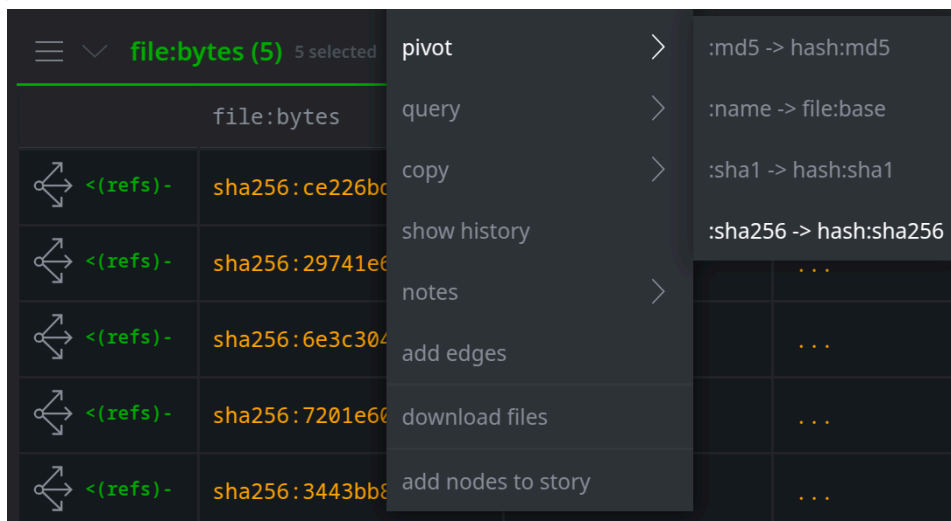 file:bytes (5) 5 selected
file:bytes
<(refs)- sha256:ce226bd
<(refs)- sha256:29741e6
<(refs)- sha256:6e3c304
<(refs)- sha256:7201e60
<(refs)- sha256:3443bb8
pivot
query
copy
show history
notes
add edges
download files
add nodes to story
:md5 -> hash:md5
:name -> file:base
:sha1 -> hash:sha1
:sha256 -> hash:sha256
...
...
...
...